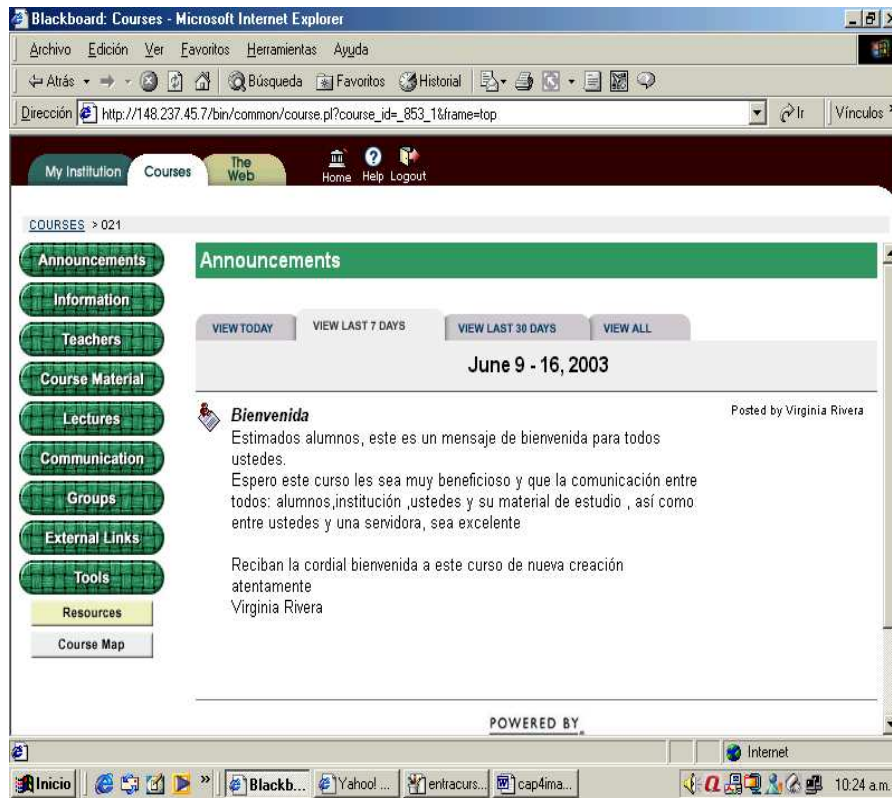 Blackboard: Courses - Microsoft Internet Explorer
Archivo Edición Ver Favoritos Herramientas Ayuda
Atrás Búsqueda Favoritos Historial
Dirección http://148.237.45.7/bin/common/course.pl?course_id=_853_1&frame=top Ir Vínculos
My Institution Courses The Web Home Help Logout
COURSES > 021
Announcements
Information
Teachers
Course Material
Lectures
Communication
Groups
External Links
Tools
Resources
Course Map
Announcements
VIEW TODAY VIEW LAST 7 DAYS VIEW LAST 30 DAYS VIEW ALL
June 9 - 16, 2003
Bienvenida Posted by Virginia Rivera
Estimados alumnos, este es un mensaje de bienvenida para todos
ustedes.
Espero este curso les sea muy beneficioso y que la comunicación entre
todos: alumnos,institución ,ustedes y su material de estudio , así como
entre ustedes y una servidora, sea excelente
Reciban la cordial bienvenida a este curso de nueva creación
atentamente
Virginia Rivera
POWERED BY
Internet
Inicio Blackb... Yahoo! ... entracurs... cap4ima... 10:24 a.m.